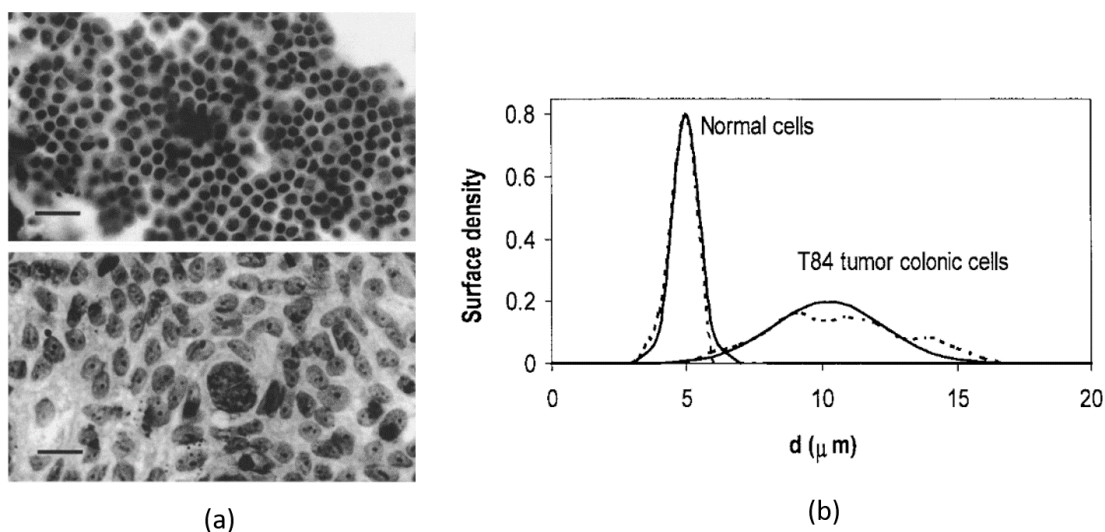 0.8
0.6
0.4
0.2
0
Surface density
Normal cells
T84 tumor colonic cells
0 5 10 15 20
d (μ m)
(a)
(b)